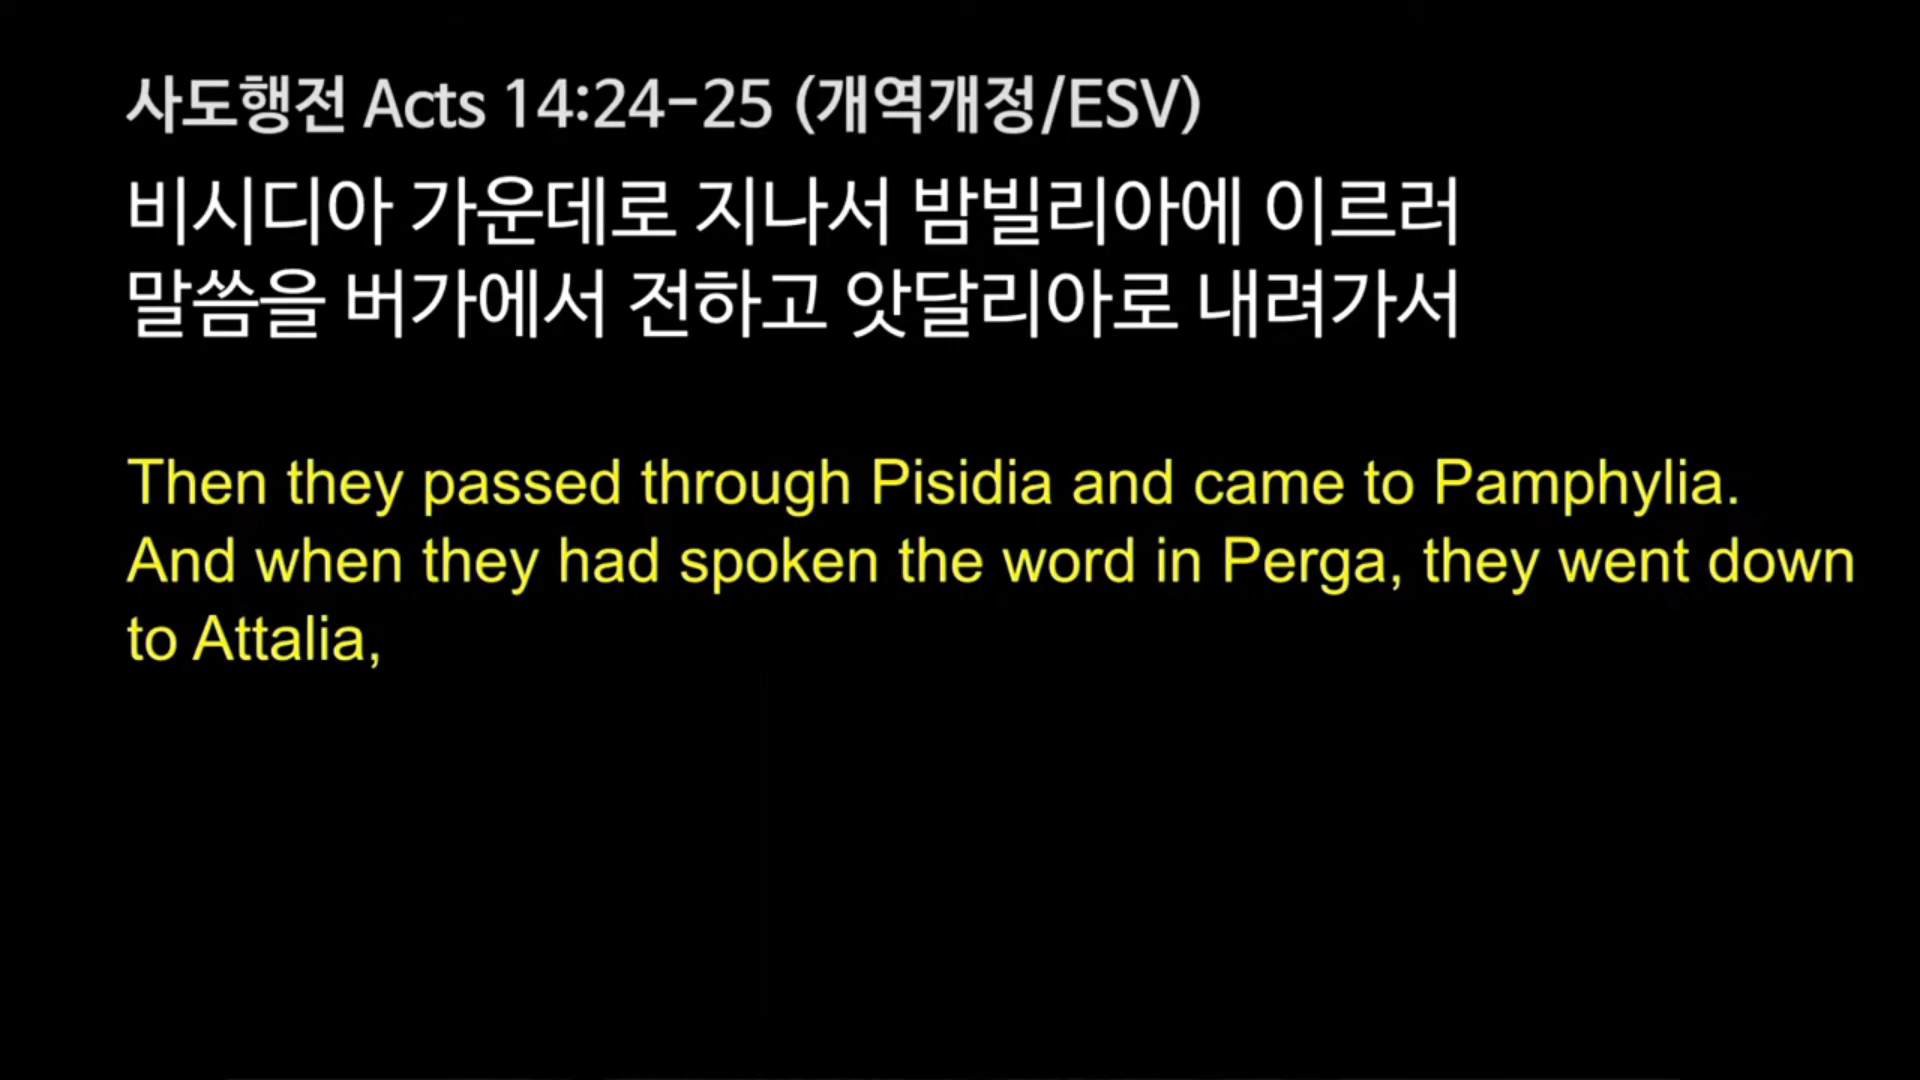 사도행전 Acts 14:24-25 (개역개정/ESV)
비시디아 가운데로 지나서 밤빌리아에 이르러
말씀을 버가에서 전하고 앗달리아로 내려가서
Then they passed through Pisidia and came to Pamphylia.
And when they had spoken the word in Perga, they went down
to Attalia,